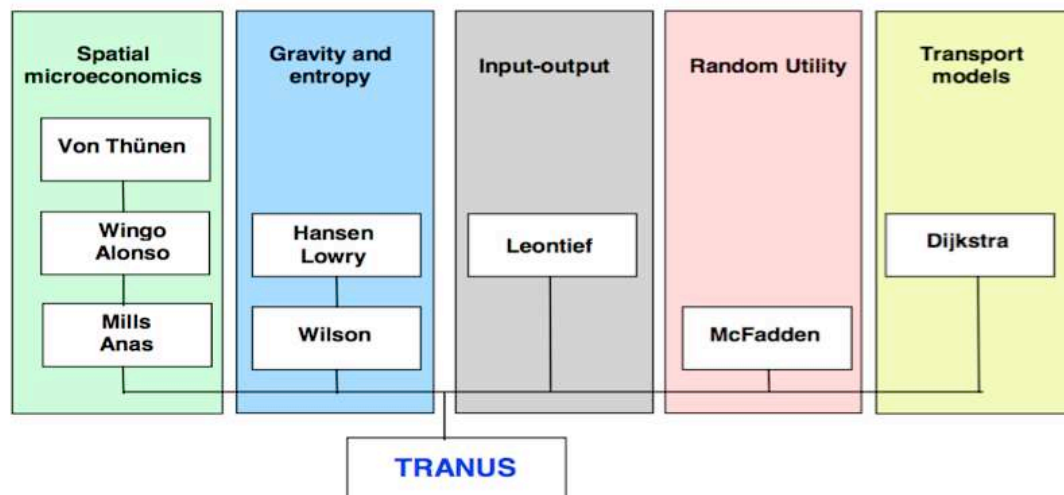 Spatial
microeconomics
Von Thünen
Wingo
Alonso
Mills
Anas
Gravity and
entropy
Hansen
Lowry
Wilson
Input-output
Leontief
Random Utility
McFadden
Transport
models
Dijkstra
TRANUS